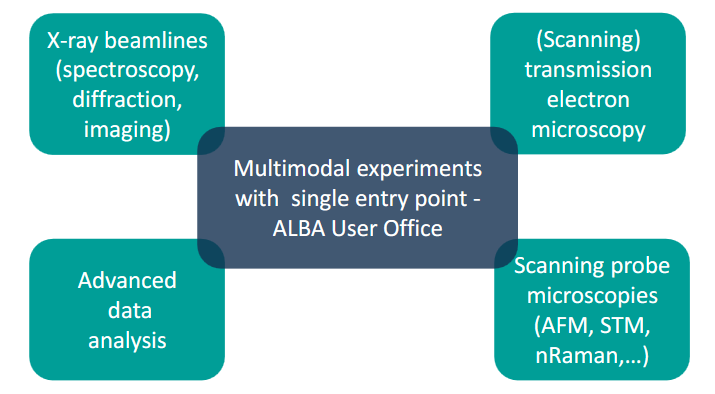 X-ray beamlines
(spectroscopy,
diffraction,
imaging)
(Scanning)
transmission
electron
microscopy
Multimodal experiments
with single entry point -
ALBA User Office
Advanced
data
analysis
Scanning probe
microscopies
(AFM, STM,
nRaman,...)